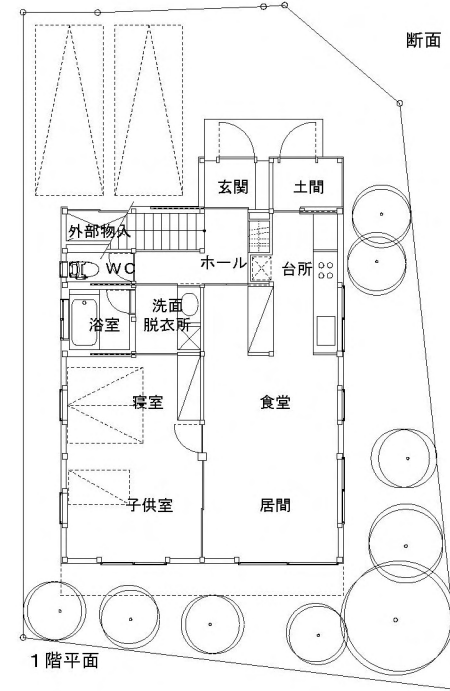 断面
玄関
土間
外部物入
WC
ホール
台所
浴室
洗面
脱衣所
寝室
食堂
子供室
居間
1階平面